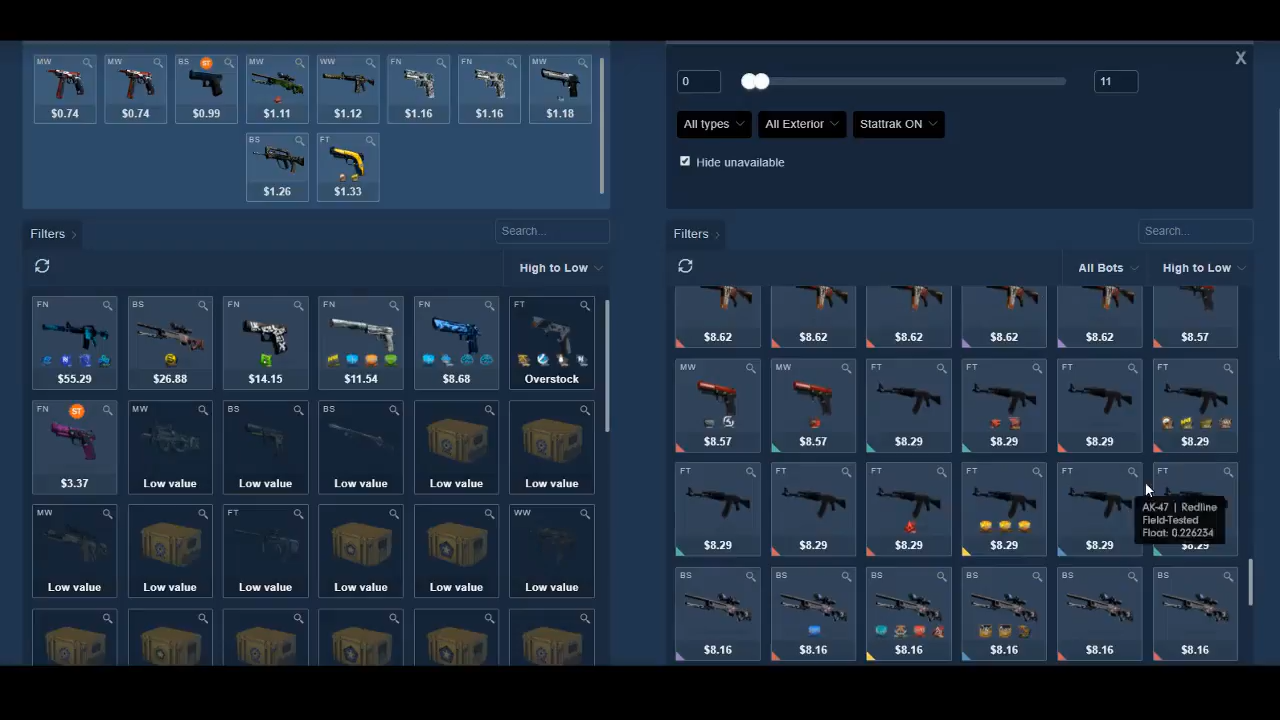 MW MW BS ST MW WW FN FN MW
$0.74 $0.74 $0.99 $1.11 $1.12 $1.16 $1.16 $1.18
BS FT
$1.26 $1.33
Filters
Search...
High to Low
FN BS FN FN FN FT
$55.29 $26.88 $14.15 $11.54 $8.68 Overstock
FN ST MW BS BS
$3.37 Low value Low value Low value Low value Low value
MW FT WW
Low value Low value Low value Low value Low value Low value
X
0 11
All types All Exterior Stattrak ON
Hide unavailable
Filters
Search...
All Bots High to Low
$8.62 $8.62 $8.62 $8.62 $8.62 $8.57
MW MW FT FT FT FT
$8.57 $8.57 $8.29 $8.29 $8.29 $8.29
FT FT FT FT FT FT
AK-47 | Redline
Field-Tested
Float: 0.226234
$8.29 $8.29 $8.29 $8.29 $8.29 $8.29
BS BS BS BS BS BS
$8.16 $8.16 $8.16 $8.16 $8.16 $8.16